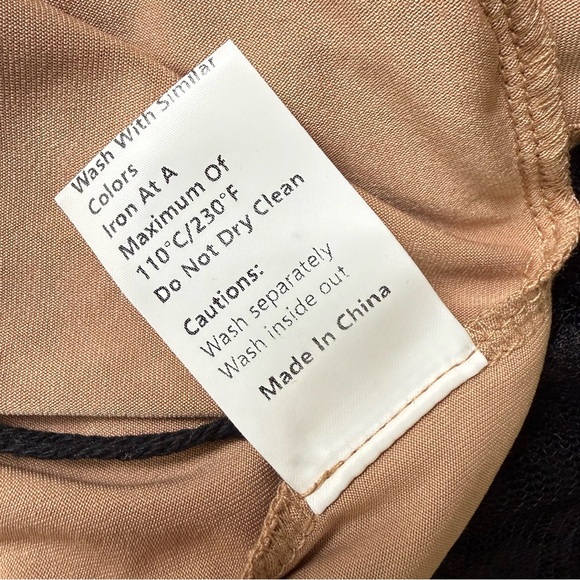 Wash With Similar
Colors
Iron At A
Maximum Of
110°C/230°F
Do Not Dry Clean
Cautions:
Wash separately
Wash inside out
Made In China